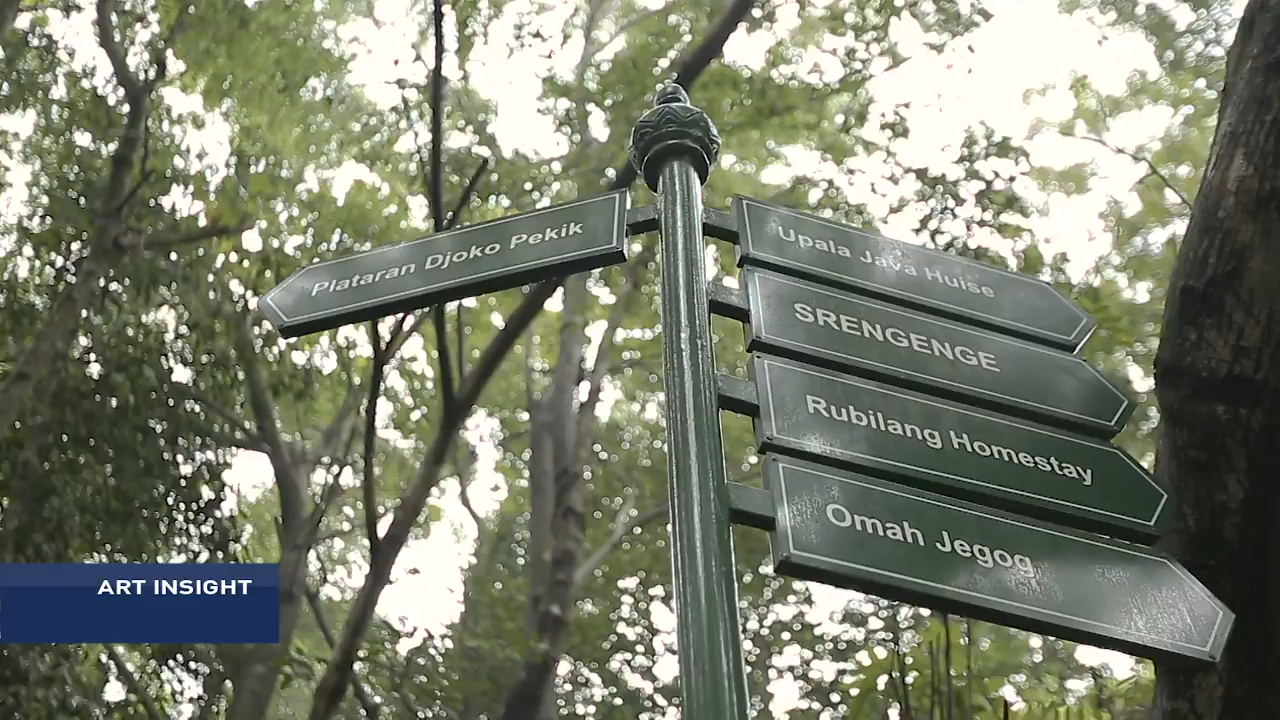 Plataran Djoko Pekik
Upala Java Huise
SRENGENGE
Rubilang Homestay
Omah Jegog
ART INSIGHT